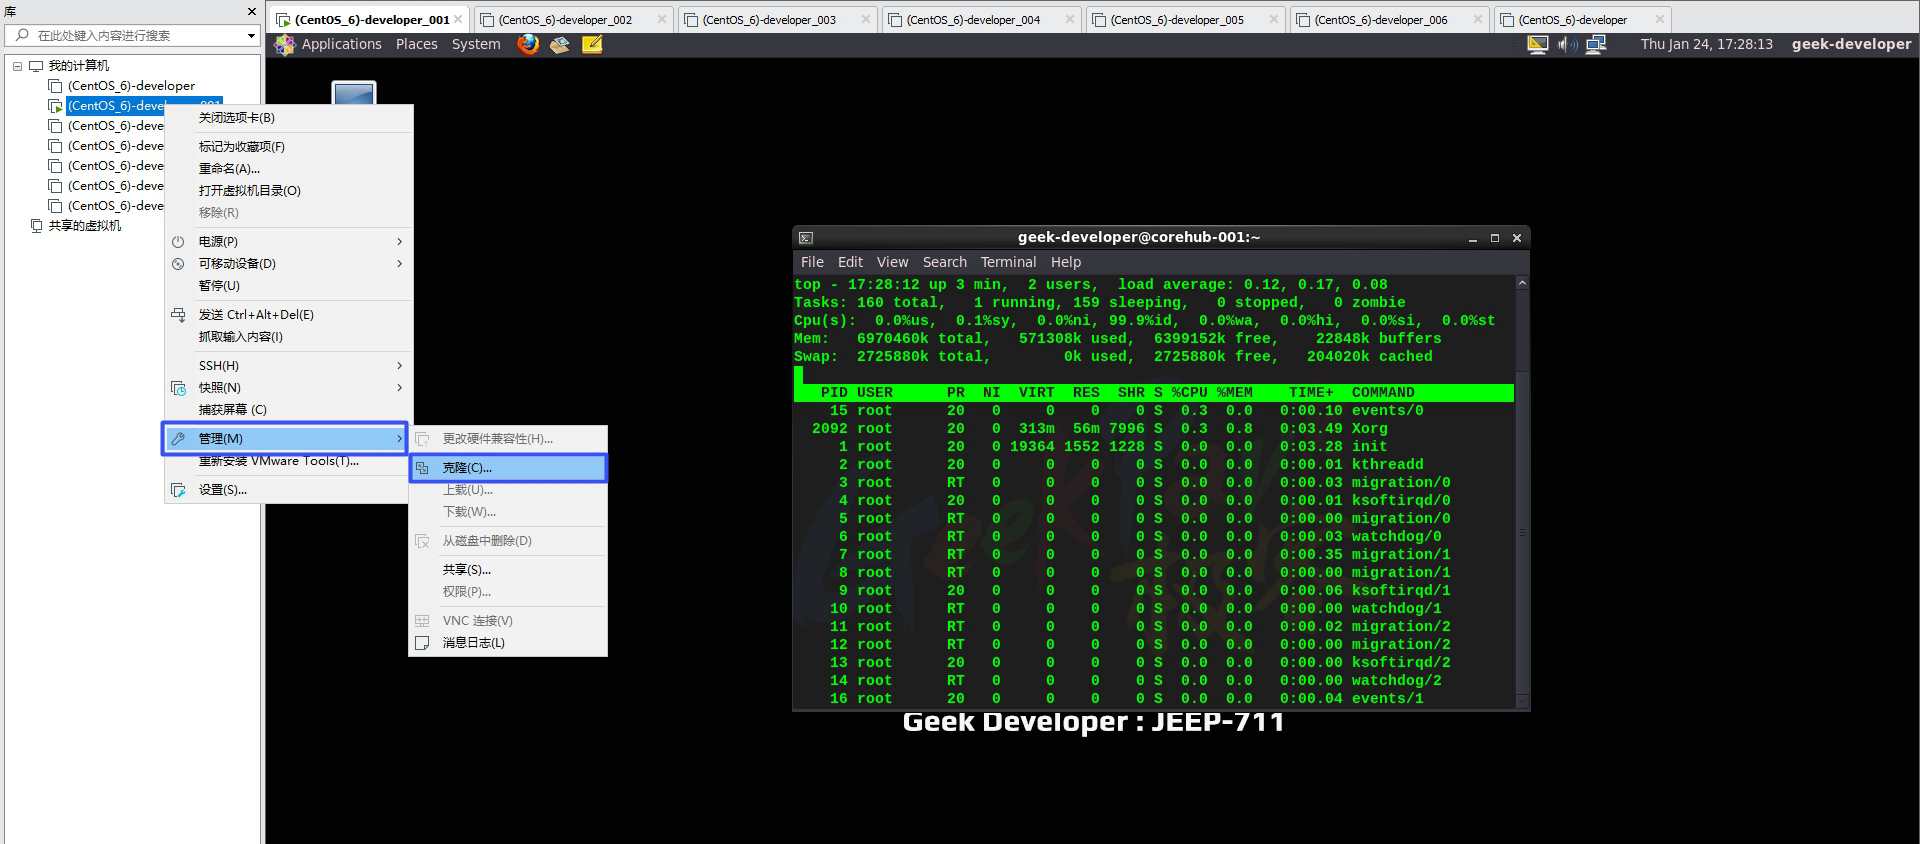 库
在此处键入内容进行搜索
我的计算机
(CentOS_6)-developer
(CentOS_6)-deve
(CentOS_6)-deve
(CentOS_6)-deve
(CentOS_6)-deve
(CentOS_6)-deve
(CentOS_6)-deve
共享的虚拟机
(CentOS_6)-developer_001
(CentOS_6)-developer_002
(CentOS_6)-developer_003
(CentOS_6)-developer_004
(CentOS_6)-developer_005
(CentOS_6)-developer_006
(CentOS_6)-developer
Applications Places System
Thu Jan 24, 17:28:13 geek-developer
关闭选项卡(B)
标记为收藏项(F)
重命名(A)...
打开虚拟机目录(O)
移除(R)
电源(P)
可移动设备(D)
暂停(U)
发送 Ctrl+Alt+Del(E)
抓取输入内容(I)
SSH(H)
快照(N)
捕获屏幕 (C)
管理(M)
重新安装 VMware Tools(T)...
设置(S)...
更改硬件兼容性(H)...
克隆(C)...
上载(U)...
下载(W)...
从磁盘中删除(D)
共享(S)...
权限(P)...
VNC 连接(V)
消息日志(L)
geek-developer@corehub-001:~
File Edit View Search Terminal Help
top - 17:28:12 up 3 min,  2 users,  load average: 0.12, 0.17, 0.08
Tasks: 160 total,   1 running, 159 sleeping,   0 stopped,   0 zombie
Cpu(s):  0.0%us,  0.1%sy,  0.0%ni, 99.9%id,  0.0%wa,  0.0%hi,  0.0%si,  0.0%st
Mem:   6970460k total,   571308k used,  6399152k free,    22848k buffers
Swap:  2725880k total,        0k used,  2725880k free,   204020k cached
PID USER      PR  NI  VIRT  RES  SHR S %CPU %MEM    TIME+  COMMAND
15 root      20   0     0    0    0 S  0.3  0.0   0:00.10 events/0
2092 root      20   0  313m  56m 7996 S  0.3  0.8   0:03.49 Xorg
1 root      20   0 19364 1552 1228 S  0.0  0.0   0:03.28 init
2 root      20   0     0    0    0 S  0.0  0.0   0:00.01 kthreadd
3 root      RT   0     0    0    0 S  0.0  0.0   0:00.03 migration/0
4 root      20   0     0    0    0 S  0.0  0.0   0:00.01 ksoftirqd/0
5 root      RT   0     0    0    0 S  0.0  0.0   0:00.00 migration/0
6 root      RT   0     0    0    0 S  0.0  0.0   0:00.03 watchdog/0
7 root      RT   0     0    0    0 S  0.0  0.0   0:00.35 migration/1
8 root      RT   0     0    0    0 S  0.0  0.0   0:00.00 migration/1
9 root      20   0     0    0    0 S  0.0  0.0   0:00.06 ksoftirqd/1
10 root      RT   0     0    0    0 S  0.0  0.0   0:00.00 watchdog/1
11 root      RT   0     0    0    0 S  0.0  0.0   0:00.02 migration/2
12 root      RT   0     0    0    0 S  0.0  0.0   0:00.00 migration/2
13 root      20   0     0    0    0 S  0.0  0.0   0:00.00 ksoftirqd/2
14 root      RT   0     0    0    0 S  0.0  0.0   0:00.00 watchdog/2
16 root      20   0     0    0    0 S  0.0  0.0   0:00.04 events/1
Geek Developer : JEEP-711